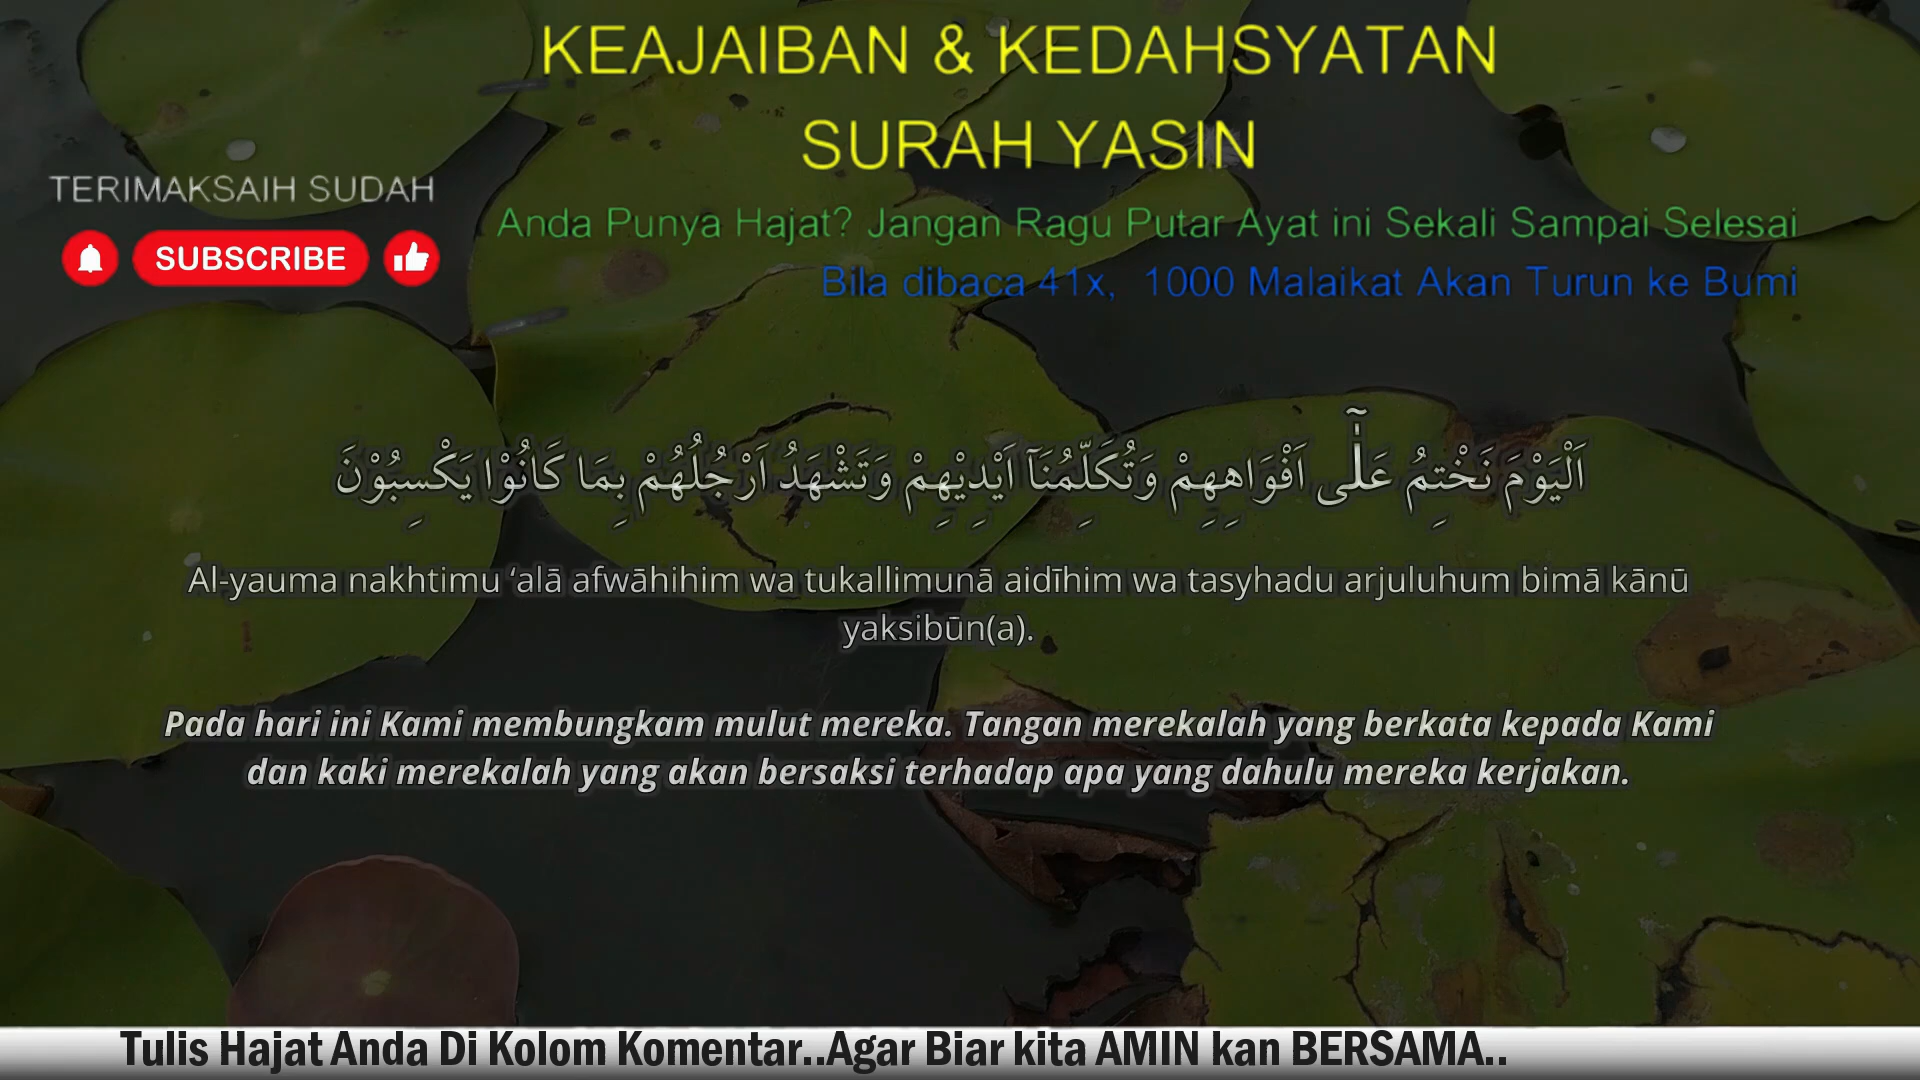 KEAJAIBAN & KEDAHSYATAN
SURAH YASIN
TERIMAKSAIH SUDAH
SUBSCRIBE
Anda Punya Hajat? Jangan Ragu Putar Ayat ini Sekali Sampai Selesai
Bila dibaca 41x, 1000 Malaikat Akan Turun ke Bumi
اَلْيَوْمَ نَخْتِمُ عَلٰٓى اَفْوَاهِهِمْ وَتُكَلِّمُنَآ اَيْدِيْهِمْ وَتَشْهَدُ اَرْجُلُهُمْ بِمَا كَانُوْا يَكْسِبُوْنَ
Al-yauma nakhtimu ‘alā afwāhihim wa tukallimunā aidīhim wa tasyhadu arjuluhum bimā kānū
yaksibūn(a).
Pada hari ini Kami membungkam mulut mereka. Tangan merekalah yang berkata kepada Kami
dan kaki merekalah yang akan bersaksi terhadap apa yang dahulu mereka kerjakan.
Tulis Hajat Anda Di Kolom Komentar..Agar Biar kita AMIN kan BERSAMA..